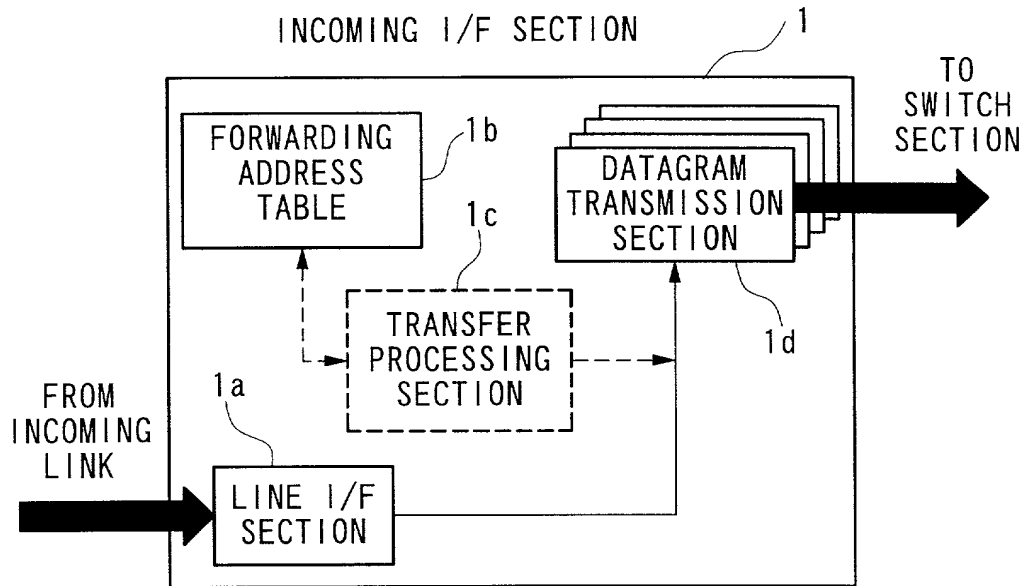 INCOMING I/F SECTION
1
TO
SWITCH
SECTION
FORWARDING
ADDRESS
TABLE
1b
DATAGRAM
TRANSMISSION
SECTION
1c
1d
TRANSFER
PROCESSING
SECTION
1a
FROM
INCOMING
LINK
LINE I/F
SECTION